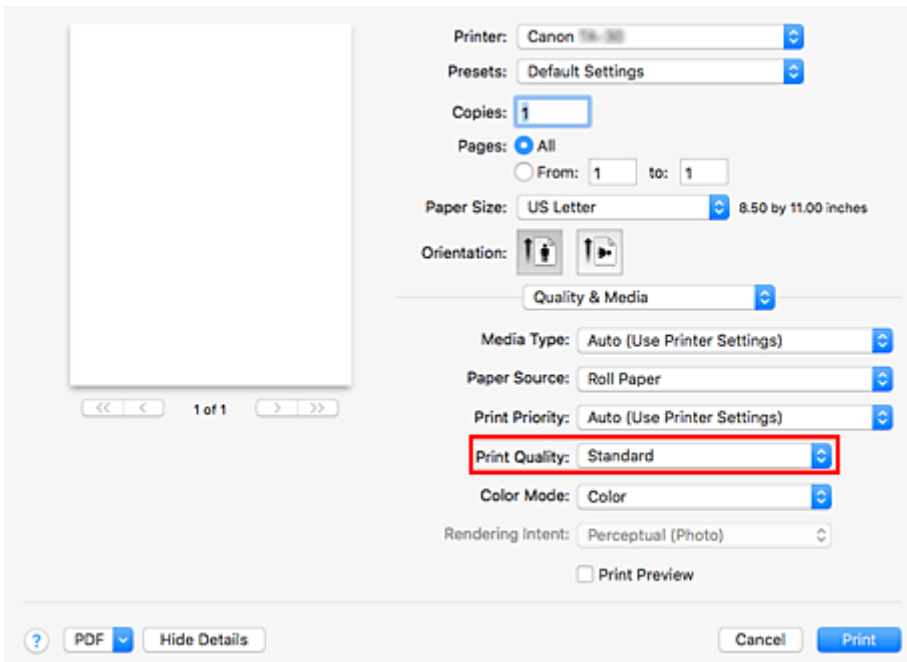 Printer: Canon
Presets: Default Settings
Copies: 1
Pages: All
From: 1 to: 1
Paper Size: US Letter 8.50 by 11.00 inches
Orientation:
Quality & Media
Media Type: Auto (Use Printer Settings)
Paper Source: Roll Paper
<< < 1 of 1 > >>
Print Priority: Auto (Use Printer Settings)
Print Quality: Standard
Color Mode: Color
Rendering Intent: Perceptual (Photo)
Print Preview
? PDF Hide Details Cancel Print